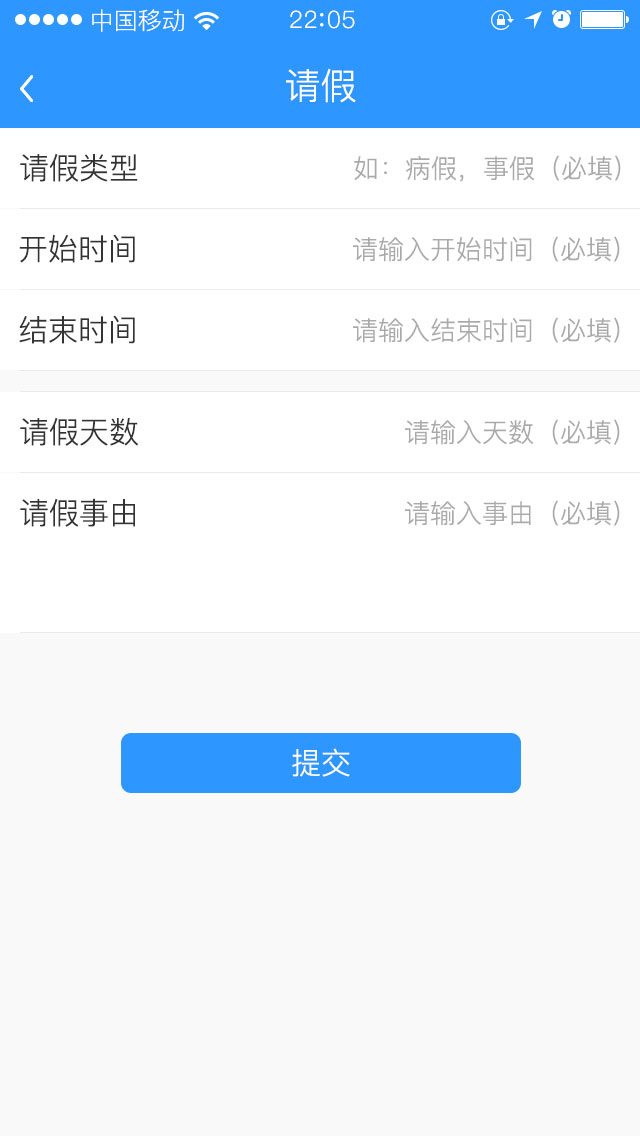 中国移动 22:05
请假
请假类型 如：病假，事假（必填）
开始时间 请输入开始时间（必填）
结束时间 请输入结束时间（必填）
请假天数 请输入天数（必填）
请假事由 请输入事由（必填）
提交